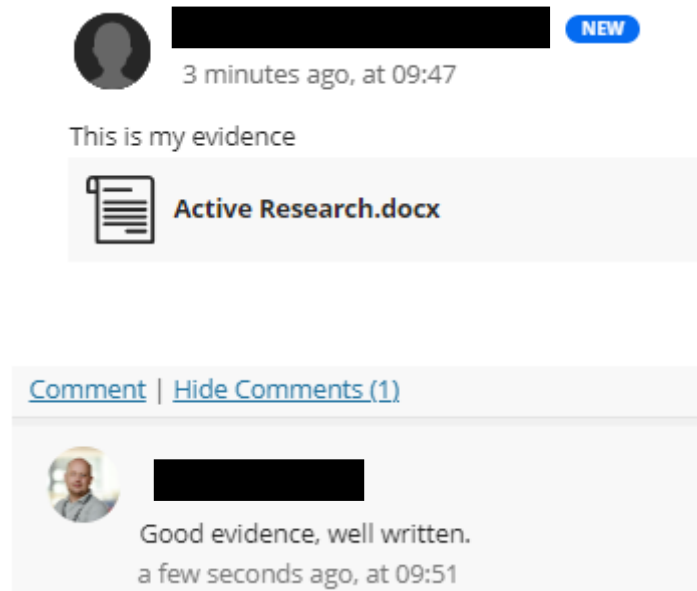 NEW
3 minutes ago, at 09:47
This is my evidence
Active Research.docx
Comment | Hide Comments (1)
Good evidence, well written.
a few seconds ago, at 09:51